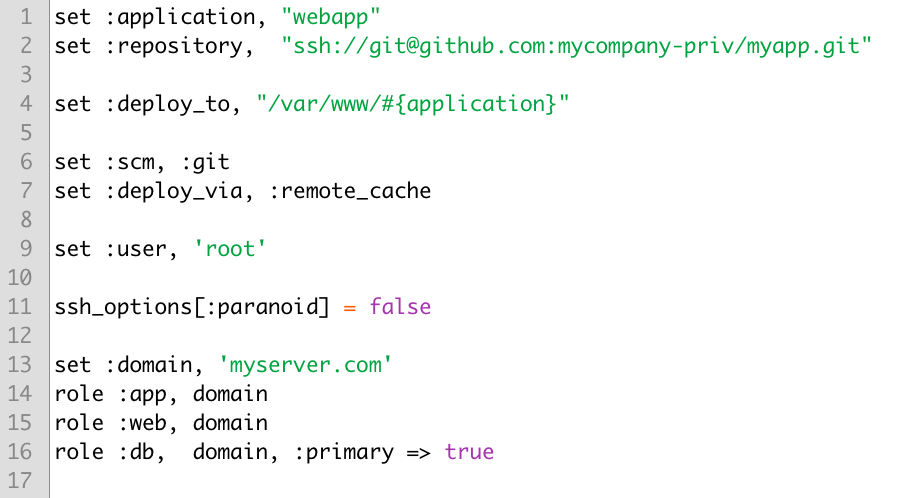 1 set :application, "webapp"
2 set :repository,  "ssh://git@github.com:mycompany-priv/myapp.git"
3
4 set :deploy_to, "/var/www/#{application}"
5
6 set :scm, :git
7 set :deploy_via, :remote_cache
8
9 set :user, 'root'
10
11 ssh_options[:paranoid] = false
12
13 set :domain, 'myserver.com'
14 role :app, domain
15 role :web, domain
16 role :db,  domain, :primary => true
17